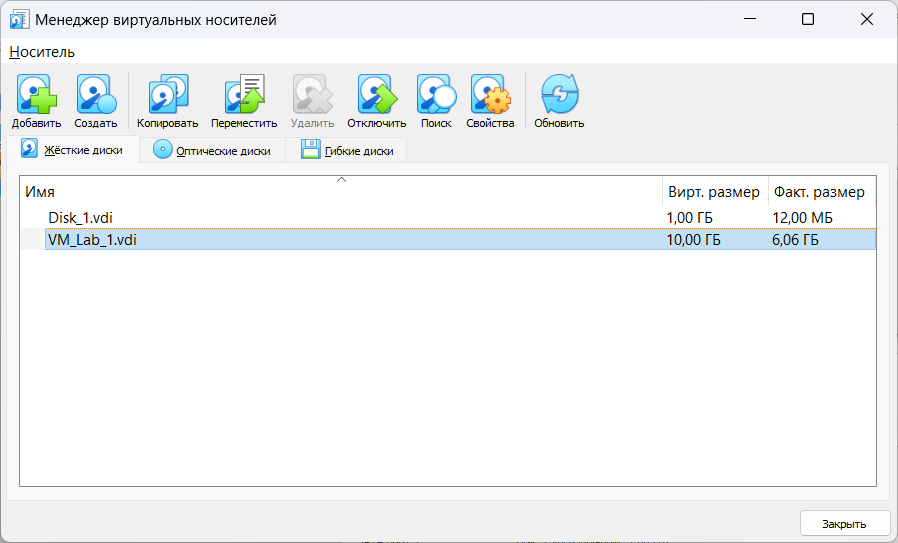 Менеджер виртуальных носителей
Носитель
Добавить Создать Копировать Переместить Удалить Отключить Поиск Свойства Обновить
Жёсткие диски Оптические диски Гибкие диски
Имя Вирт. размер Факт. размер
Disk_1.vdi 1,00 ГБ 12,00 МБ
VM_Lab_1.vdi 10,00 ГБ 6,06 ГБ
Закрыть